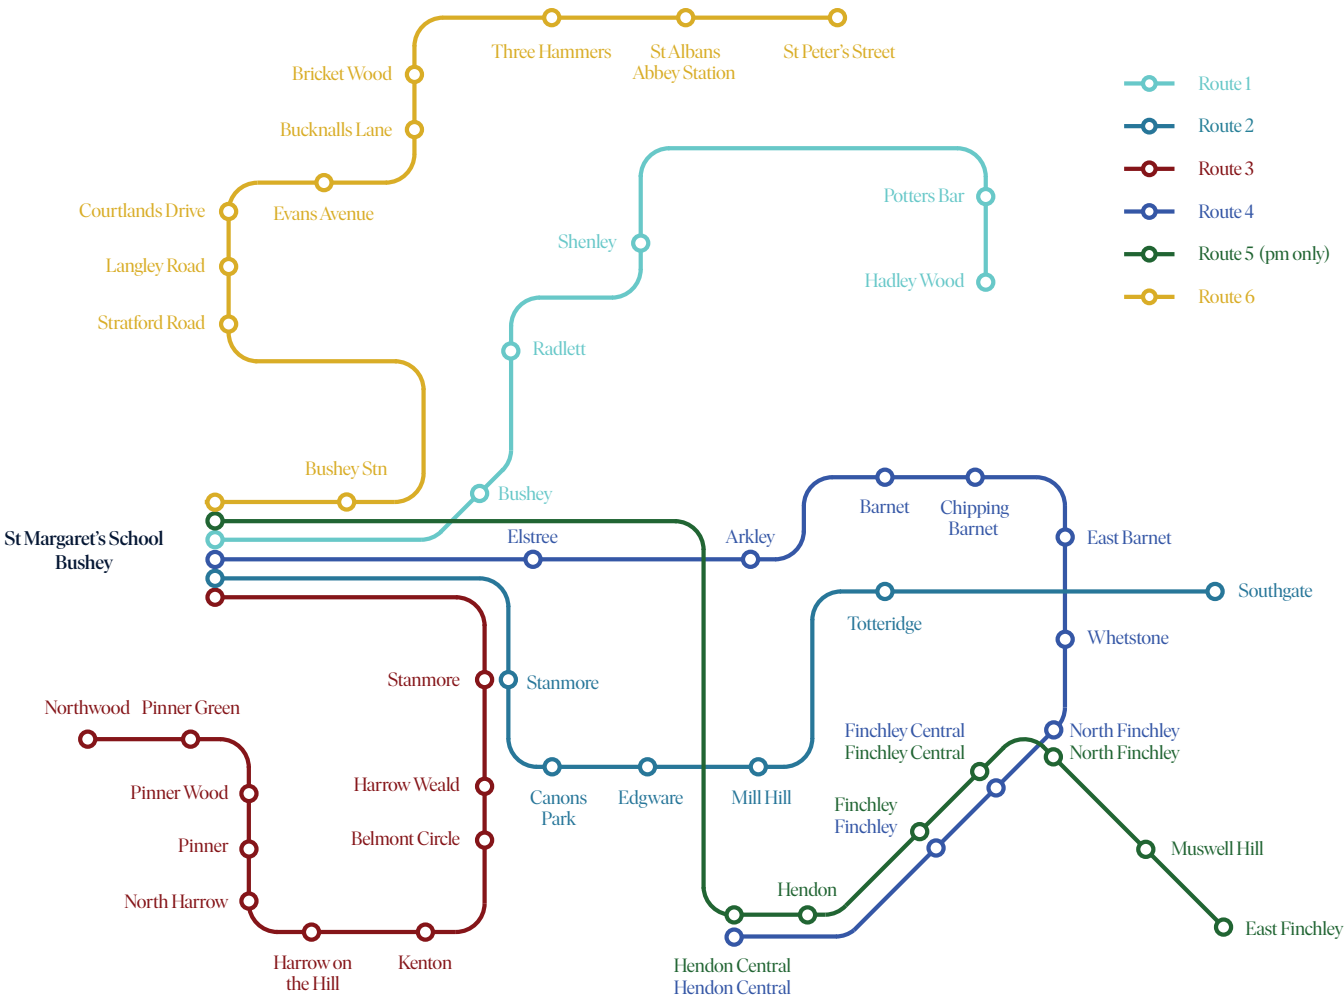 Three Hammers
St Albans
Abbey Station
St Peter's Street
Bricket Wood
Bucknalls Lane
Courtlands Drive
Evans Avenue
Langley Road
Stratford Road
Bushey Stn
Route 1
Route 2
Route 3
Route 4
Route 5 (pm only)
Route 6
Potters Bar
Shenley
Hadley Wood
Radlett
Bushey
St Margaret's School
Bushey
Elstree
Arkley
Barnet
Chipping
Barnet
East Barnet
Southgate
Totteridge
Whetstone
Stanmore
Stanmore
Northwood
Pinner Green
Finchley Central
Finchley Central
North Finchley
North Finchley
Pinner Wood
Harrow Weald
Canons
Park
Edgware
Mill Hill
Finchley
Finchley
Pinner
Belmont Circle
Muswell Hill
North Harrow
Hendon
East Finchley
Harrow on
the Hill
Kenton
Hendon Central
Hendon Central